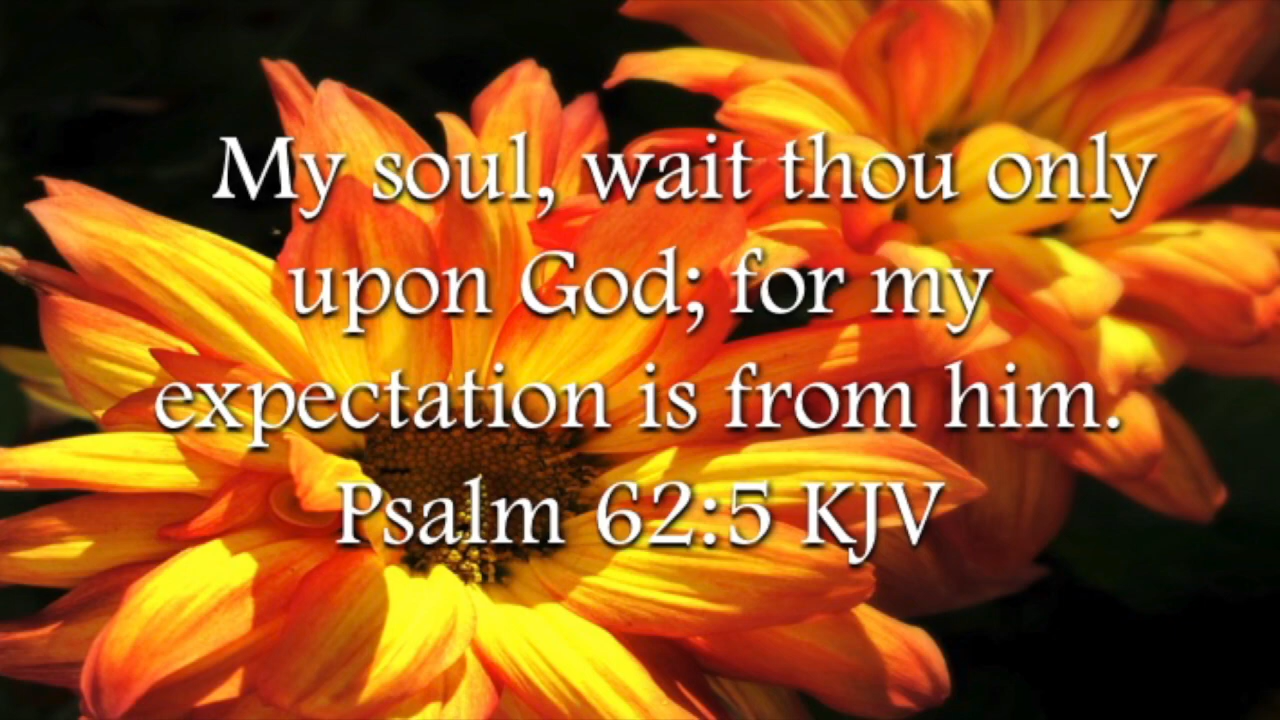 My soul, wait thou only
upon God; for my
expectation is from him.
Psalm 62:5 KJV